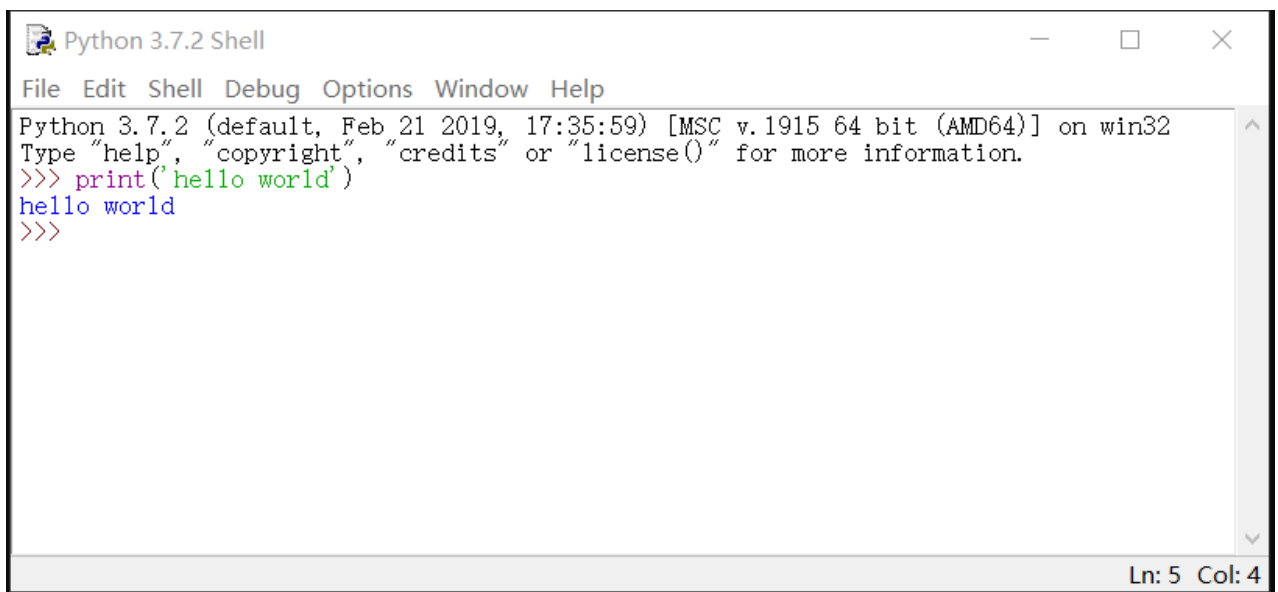 Python 3.7.2 Shell
File Edit Shell Debug Options Window Help
Python 3.7.2 (default, Feb 21 2019, 17:35:59) [MSC v.1915 64 bit (AMD64)] on win32
Type "help", "copyright", "credits" or "license()" for more information.
>>> print('hello world')
hello world
>>>
Ln: 5 Col: 4